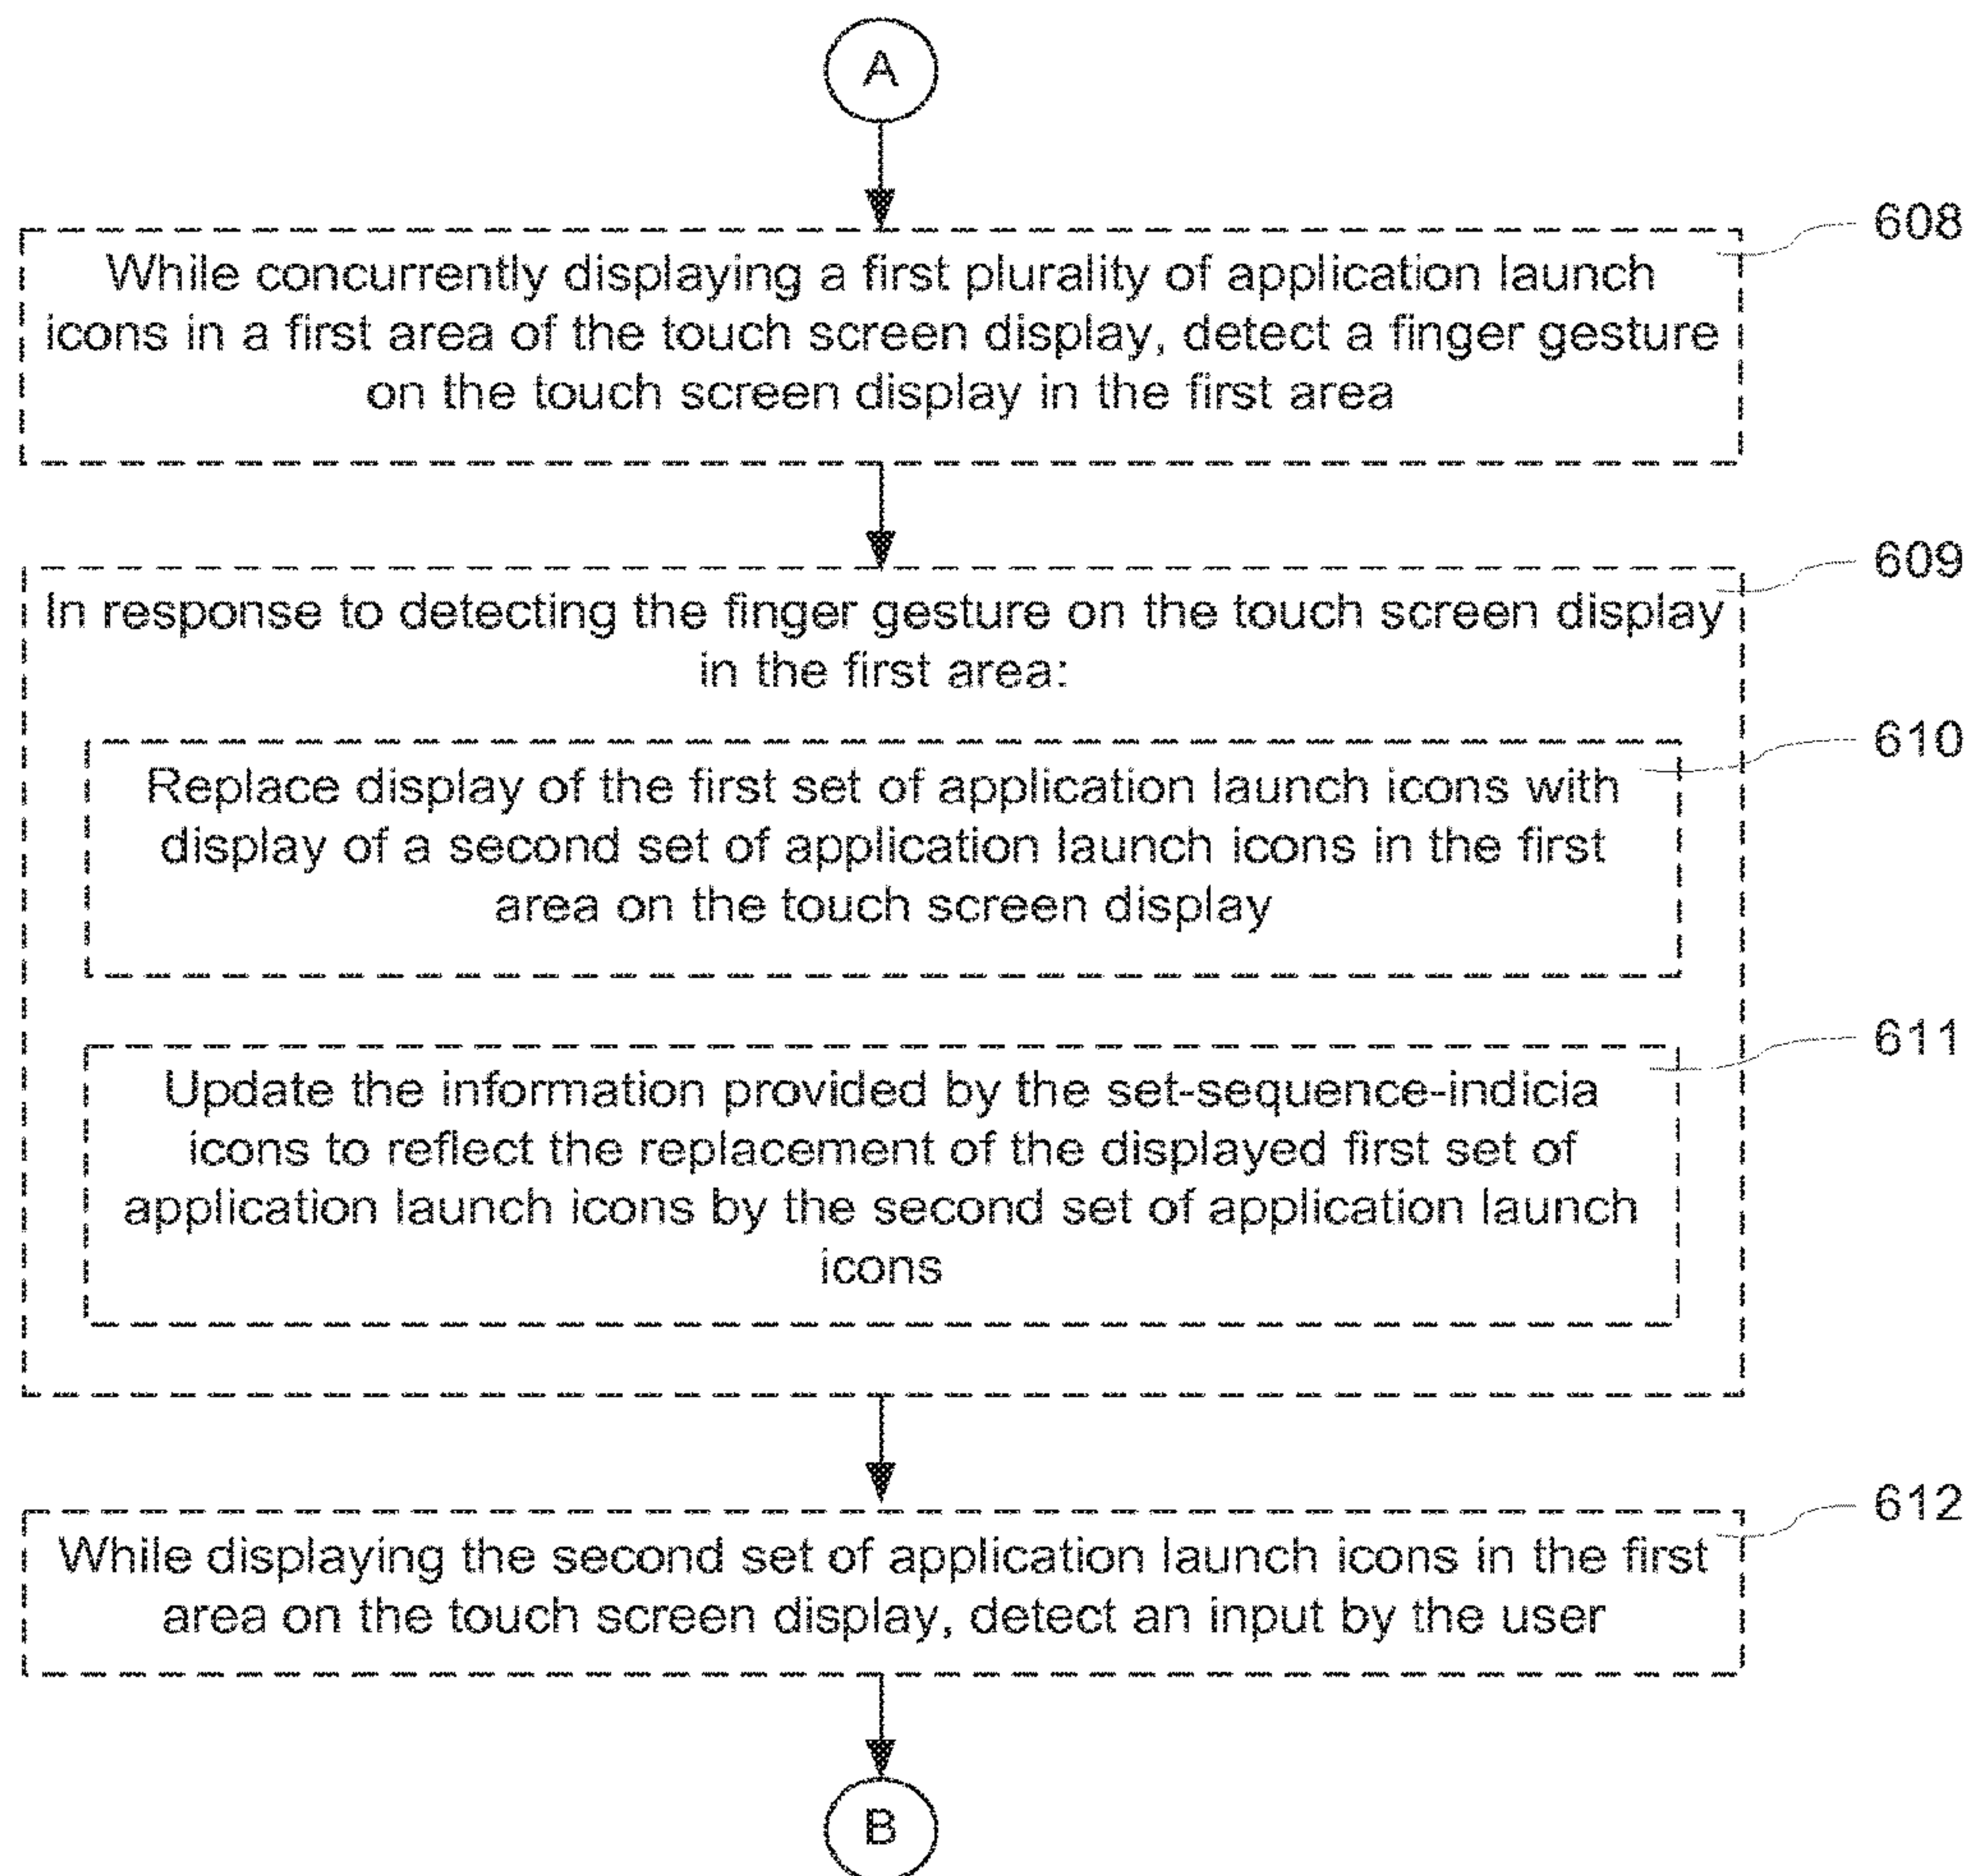 A
608
While concurrently displaying a first plurality of application launch
icons in a first area of the touch screen display, detect a finger gesture
on the touch screen display in the first area
609
In response to detecting the finger gesture on the touch screen display
in the first area:
610
Replace display of the first set of application launch icons with
display of a second set of application launch icons in the first
area on the touch screen display
611
Update the information provided by the set-sequence-indicia
icons to reflect the replacement of the displayed first set of
application launch icons by the second set of application launch
icons
612
While displaying the second set of application launch icons in the first
area on the touch screen display, detect an input by the user
B